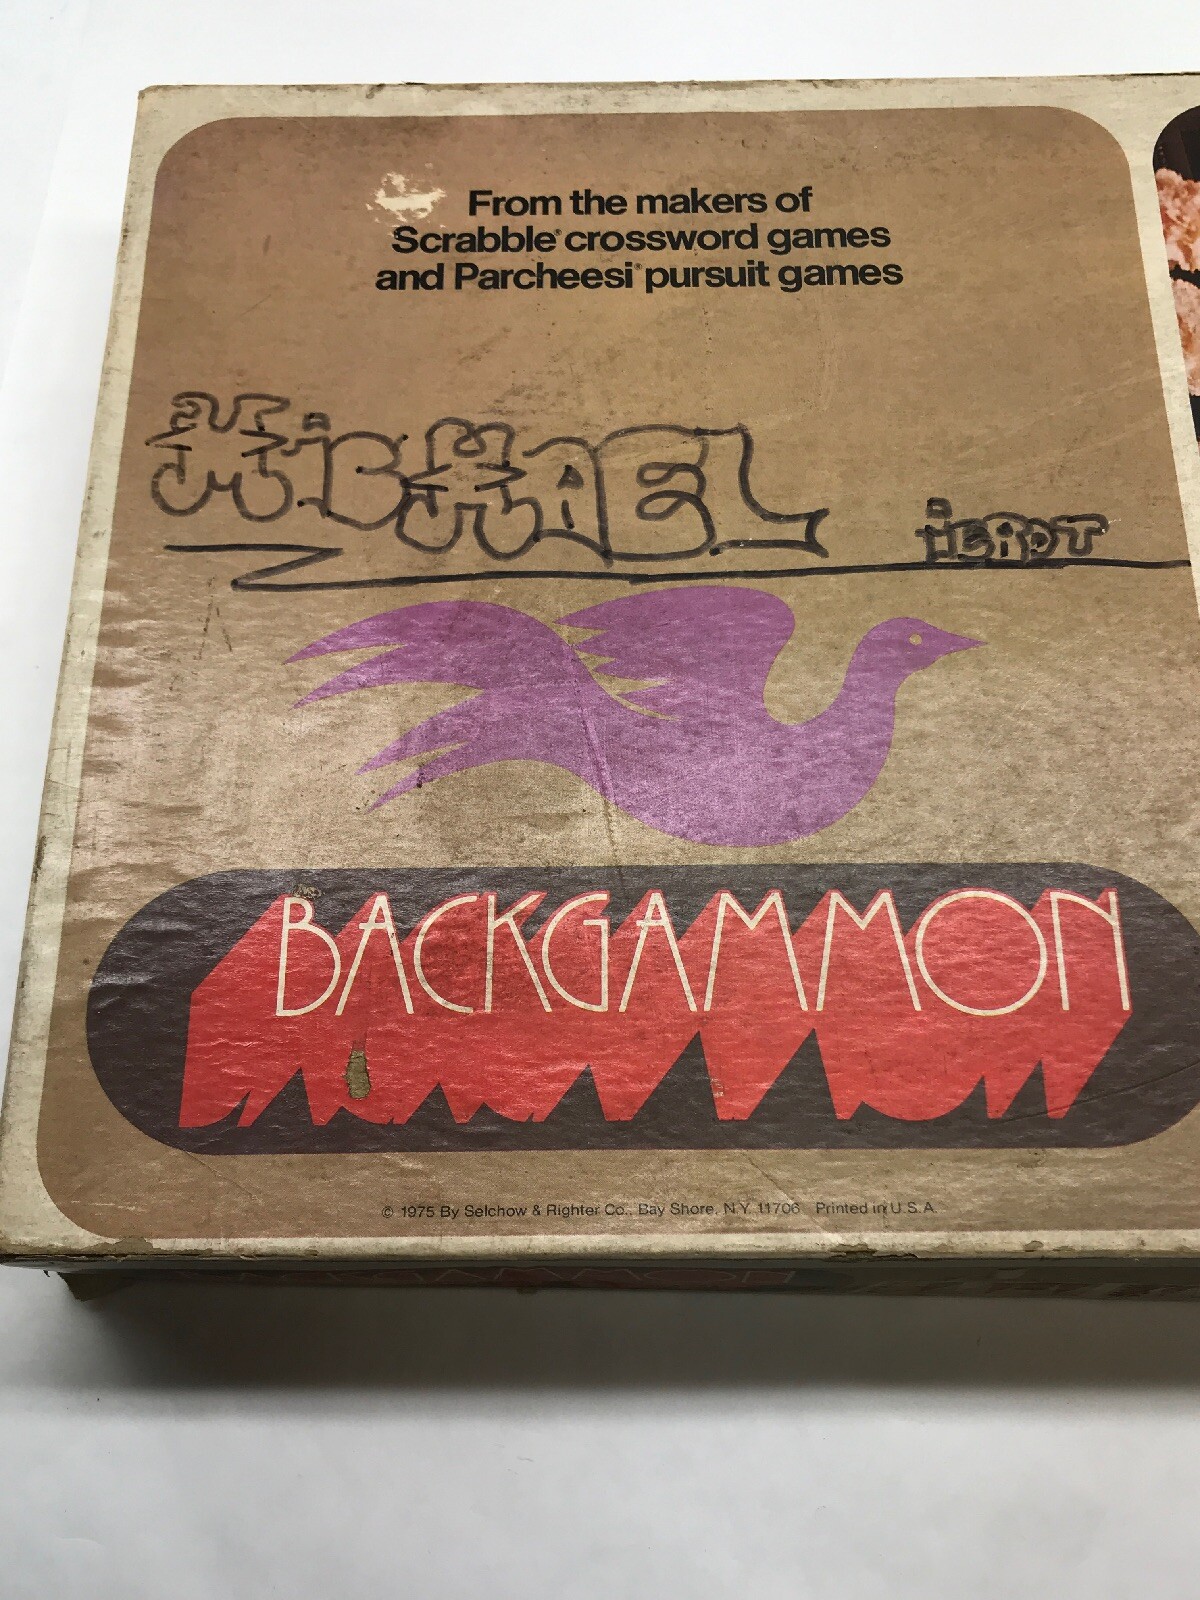 From the makers of
Scrabble® crossword games
and Parcheesi® pursuit games
MicHAEL
BACKGAMMON
© 1975 By Selchow & Righter Co., Bay Shore, N.Y. 11706 Printed in U.S.A.
BACKGAMMON